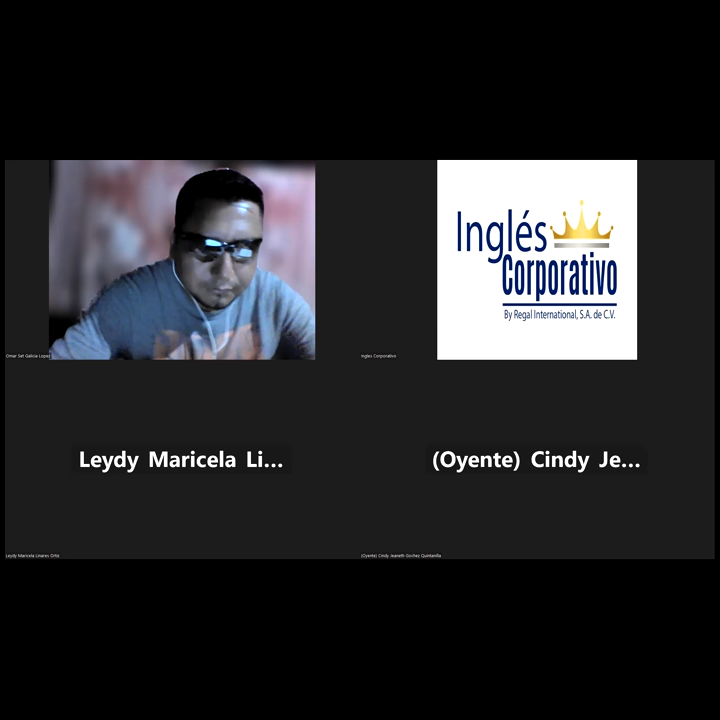 Inglés
Corporativo
By Regal International, S.A. de C.V.
Omar Set Galicia Lopez
Ingles Corporativo
Leydy Maricela Li...
(Oyente) Cindy Je...
Leydy Maricela Linares Ortiz
(Oyente) Cindy Jeaneth Gochez Quintanilla